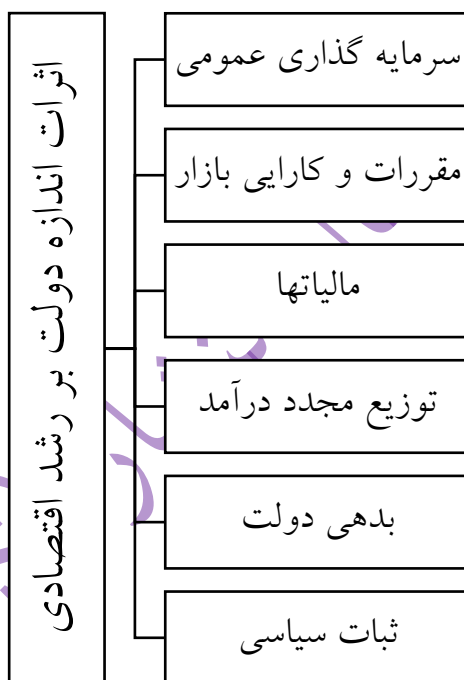 اثرات اندازه دولت بر رشد اقتصادی
سرمایه گذاری عمومی
مقررات و کارایی بازار
مالیاتها
توزیع مجدد درآمد
بدهی دولت
ثبات سیاسی